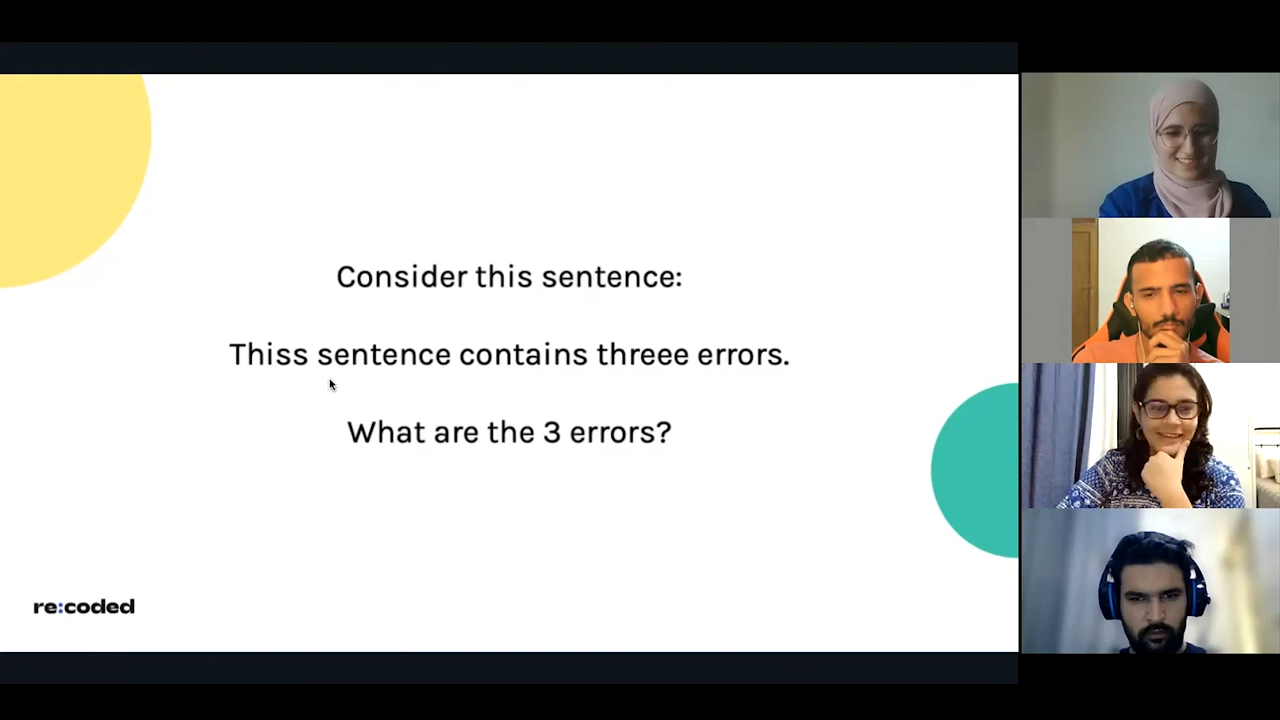 Consider this sentence:
Thiss sentence contains threee errors.
What are the 3 errors?
re:coded